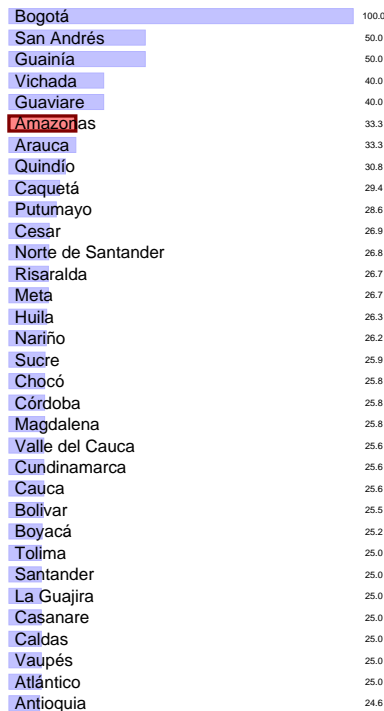 Bogotá 100.0
San Andrés 50.0
Guainía 50.0
Vichada 40.0
Guaviare 40.0
Amazonas 33.3
Arauca 33.3
Quindío 30.8
Caquetá 29.4
Putumayo 28.6
Cesar 26.9
Norte de Santander 26.8
Risaralda 26.7
Meta 26.7
Huila 26.3
Nariño 26.2
Sucre 25.9
Chocó 25.8
Córdoba 25.8
Magdalena 25.8
Valle del Cauca 25.6
Cundinamarca 25.6
Cauca 25.6
Bolivar 25.5
Boyacá 25.2
Tolima 25.0
Santander 25.0
La Guajira 25.0
Casanare 25.0
Caldas 25.0
Vaupés 25.0
Atlántico 25.0
Antioquia 24.6